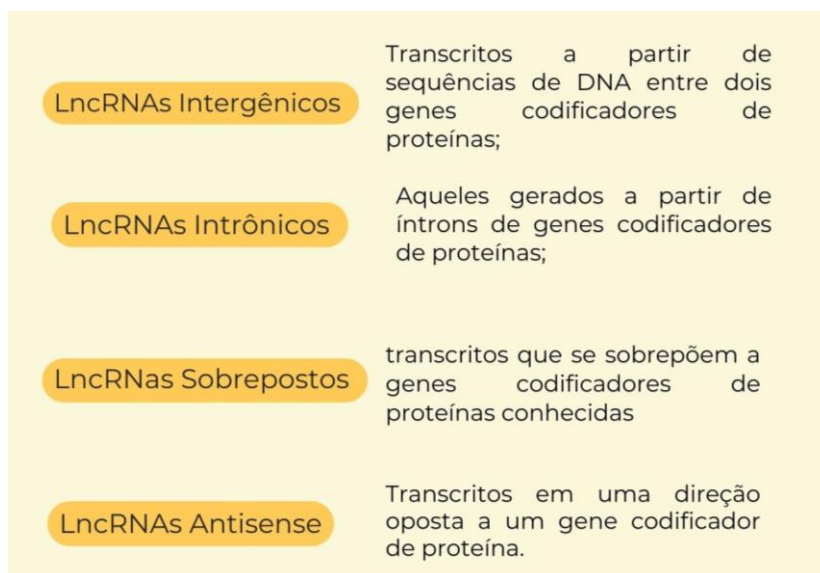 LncRNAs Intergênicos
Transcritos a partir de
sequências de DNA entre dois
genes codificadores de
proteínas;
LncRNAs Intrônicos
Aqueles gerados a partir de
íntrons de genes codificadores
de proteínas;
LncRNas Sobrepostos
transcritos que se sobrepõem a
genes codificadores de
proteínas conhecidas
LncRNAs Antisense
Transcritos em uma direção
oposta a um gene codificador
de proteína.